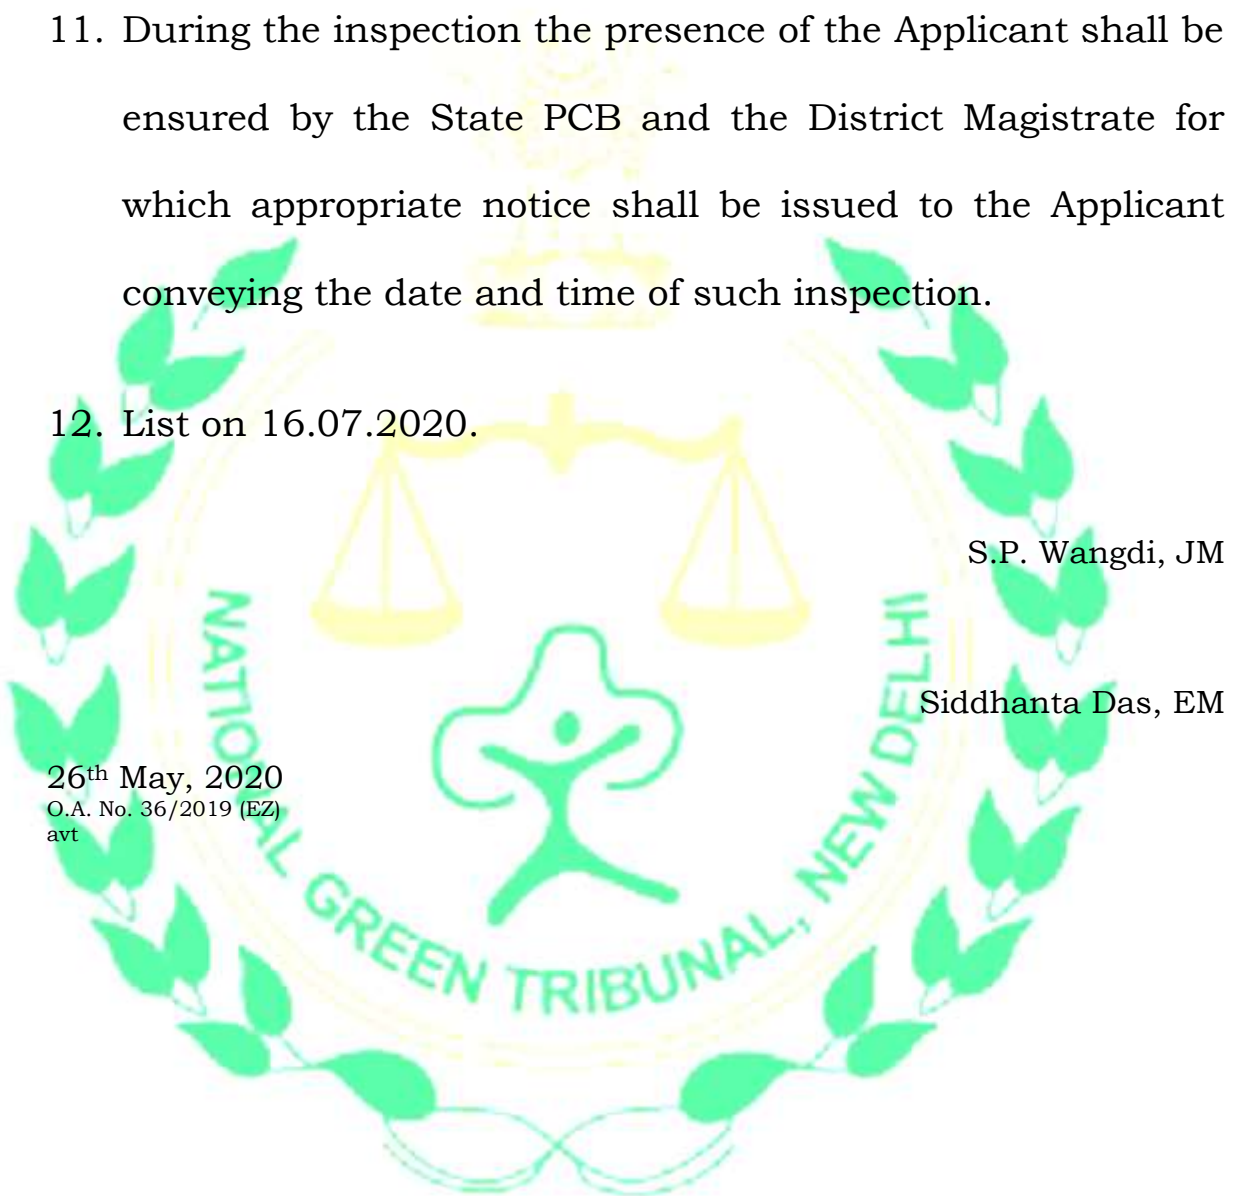 11. During the inspection the presence of the Applicant shall be
ensured by the State PCB and the District Magistrate for
which appropriate notice shall be issued to the Applicant
conveying the date and time of such inspection.
12. List on 16.07.2020.
S.P. Wangdi, JM
Siddhanta Das, EM
26th May, 2020
O.A. No. 36/2019 (EZ)
avt
NATIONAL GREEN TRIBUNAL, NEW DELHI